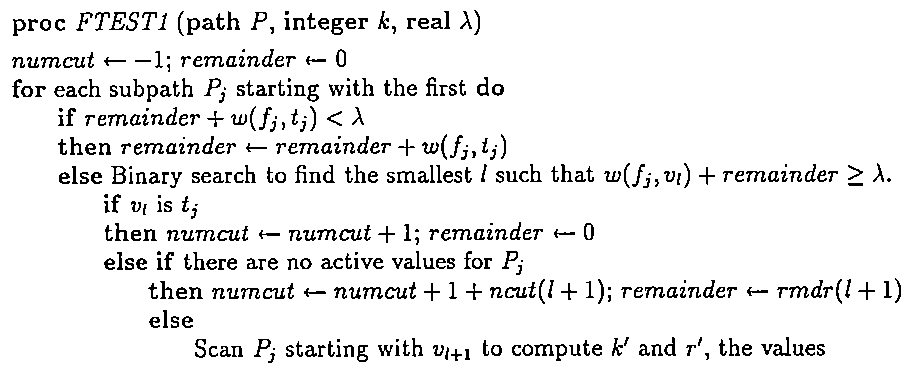 proc FTEST1 (path P, integer k, real λ)
numcut ← −1; remainder ← 0
for each subpath P_j starting with the first do
if remainder + w(f_j, t_j) < λ
then remainder ← remainder + w(f_j, t_j)
else Binary search to find the smallest l such that w(f_j, v_l) + remainder ≥ λ.
if v_l is t_j
then numcut ← numcut + 1; remainder ← 0
else if there are no active values for P_j
then numcut ← numcut + 1 + ncut(l + 1); remainder ← rmdr(l + 1)
else
Scan P_j starting with v_{l+1} to compute k′ and r′, the values